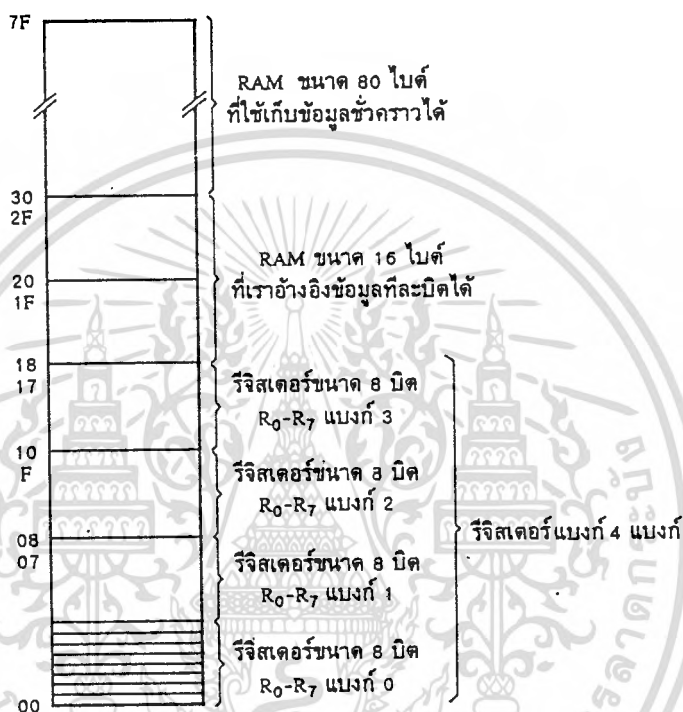 7F
RAM ขนาด 80 ไบต์
ที่ใช้เก็บข้อมูลชั่วคราวได้
30
2F
RAM ขนาด 16 ไบต์
ที่เราอ้างอิงข้อมูลทีละบิตได้
20
1F
18
17
รีจิสเตอร์ขนาด 8 บิต
R₀-R₇ แบงก์ 3
10
F
รีจิสเตอร์ขนาด 8 บิต
R₀-R₇ แบงก์ 2
รีจิสเตอร์แบงก์ 4 แบงก์
08
07
รีจิสเตอร์ขนาด 8 บิต
R₀-R₇ แบงก์ 1
รีจิสเตอร์ขนาด 8 บิต
R₀-R₇ แบงก์ 0
00